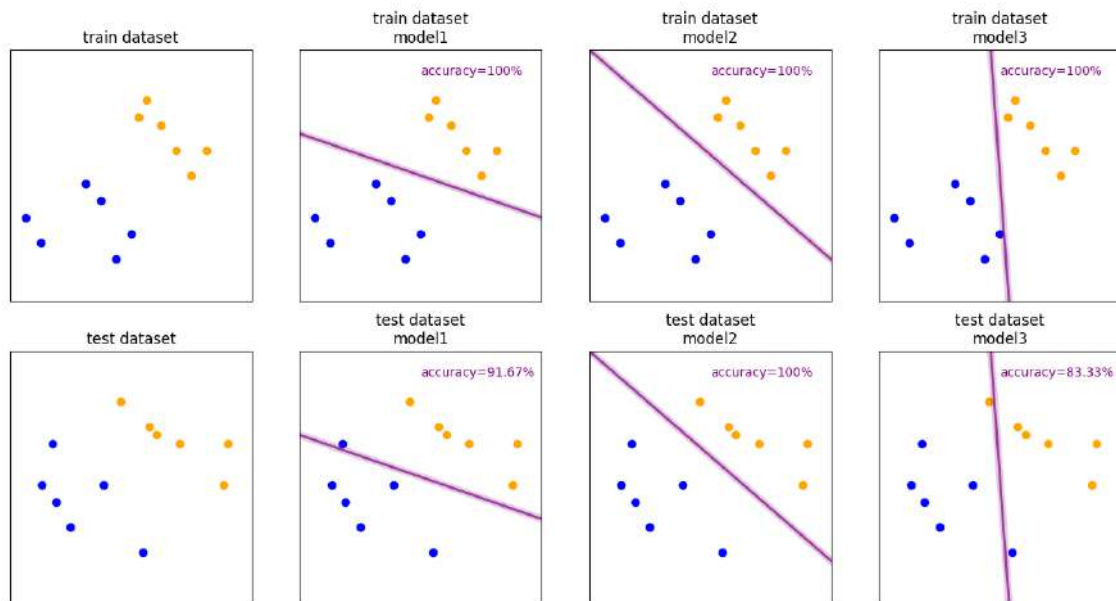 train dataset
train dataset
model1
accuracy=100%
train dataset
model2
accuracy=100%
train dataset
model3
accuracy=100%
test dataset
test dataset
model1
accuracy=91.67%
test dataset
model2
accuracy=100%
test dataset
model3
accuracy=83.33%